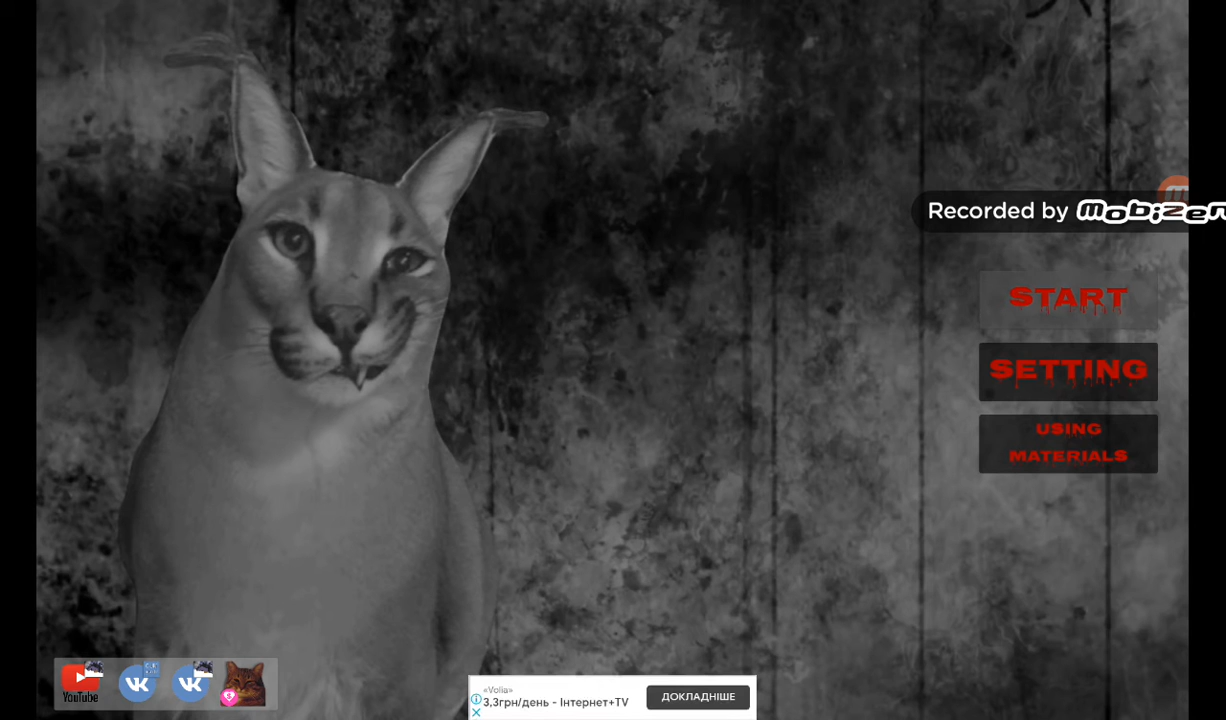 Recorded by mobizen
START
SETTING
USING
MATERIALS
YouTube
«Volia»
3,3грн/день - Інтернет+TV
ДОКЛАДНІШЕ